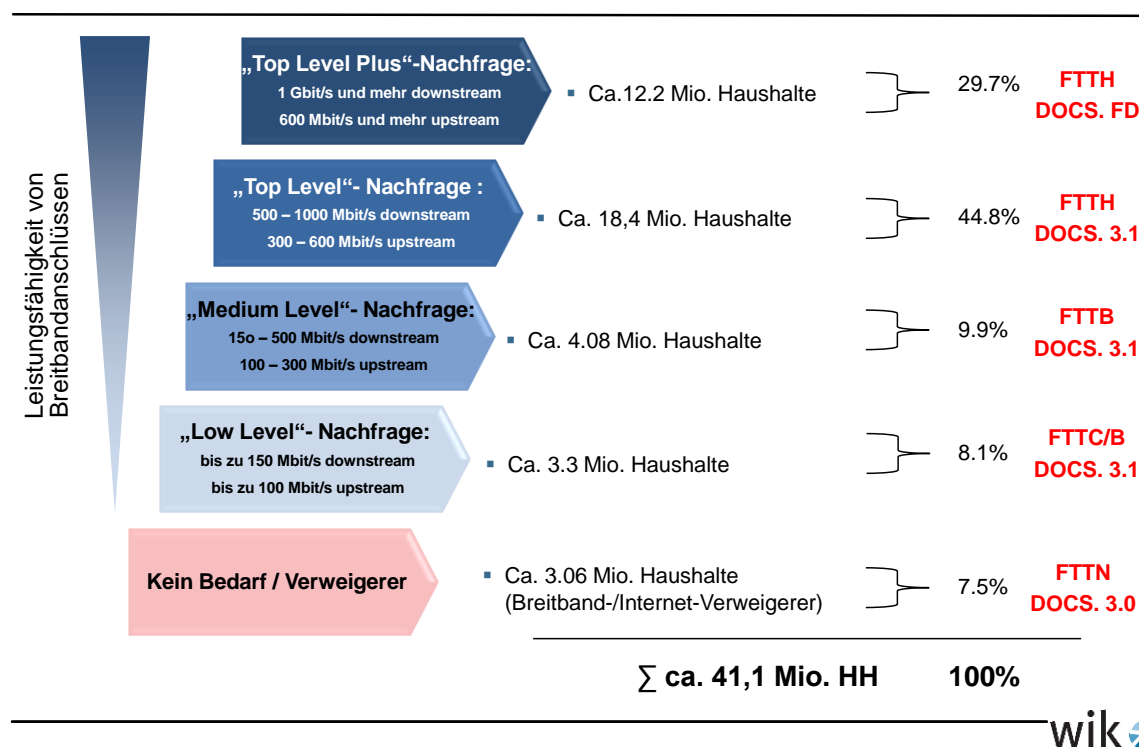 Leistungsfähigkeit von
Breitbandanschlüssen
„Top Level Plus“-Nachfrage:
1 Gbit/s und mehr downstream
600 Mbit/s und mehr upstream
Ca.12.2 Mio. Haushalte
29.7%
FTTH
DOCS. FD
„Top Level“- Nachfrage :
500 – 1000 Mbit/s downstream
300 – 600 Mbit/s upstream
Ca. 18,4 Mio. Haushalte
44.8%
FTTH
DOCS. 3.1
„Medium Level“- Nachfrage:
15o – 500 Mbit/s downstream
100 – 300 Mbit/s upstream
Ca. 4.08 Mio. Haushalte
9.9%
FTTB
DOCS. 3.1
„Low Level“- Nachfrage:
bis zu 150 Mbit/s downstream
bis zu 100 Mbit/s upstream
Ca. 3.3 Mio. Haushalte
8.1%
FTTC/B
DOCS. 3.1
Kein Bedarf / Verweigerer
Ca. 3.06 Mio. Haushalte
(Breitband-/Internet-Verweigerer)
7.5%
FTTN
DOCS. 3.0
∑ ca. 41,1 Mio. HH 100%
wik